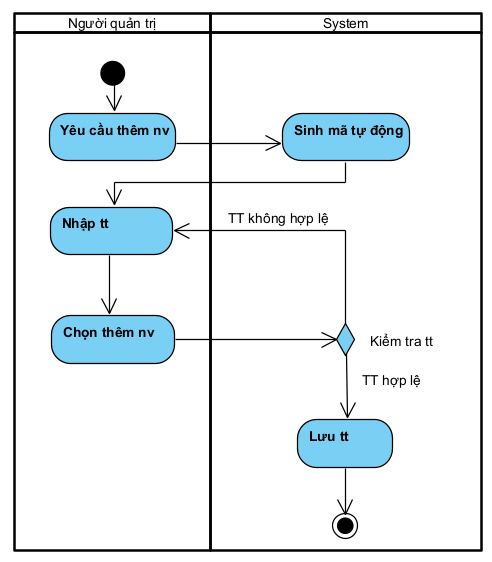 Người quản trị
System
Yêu cầu thêm nv
Sinh mã tự động
Nhập tt
TT không hợp lệ
Chọn thêm nv
Kiểm tra tt
TT hợp lệ
Lưu tt